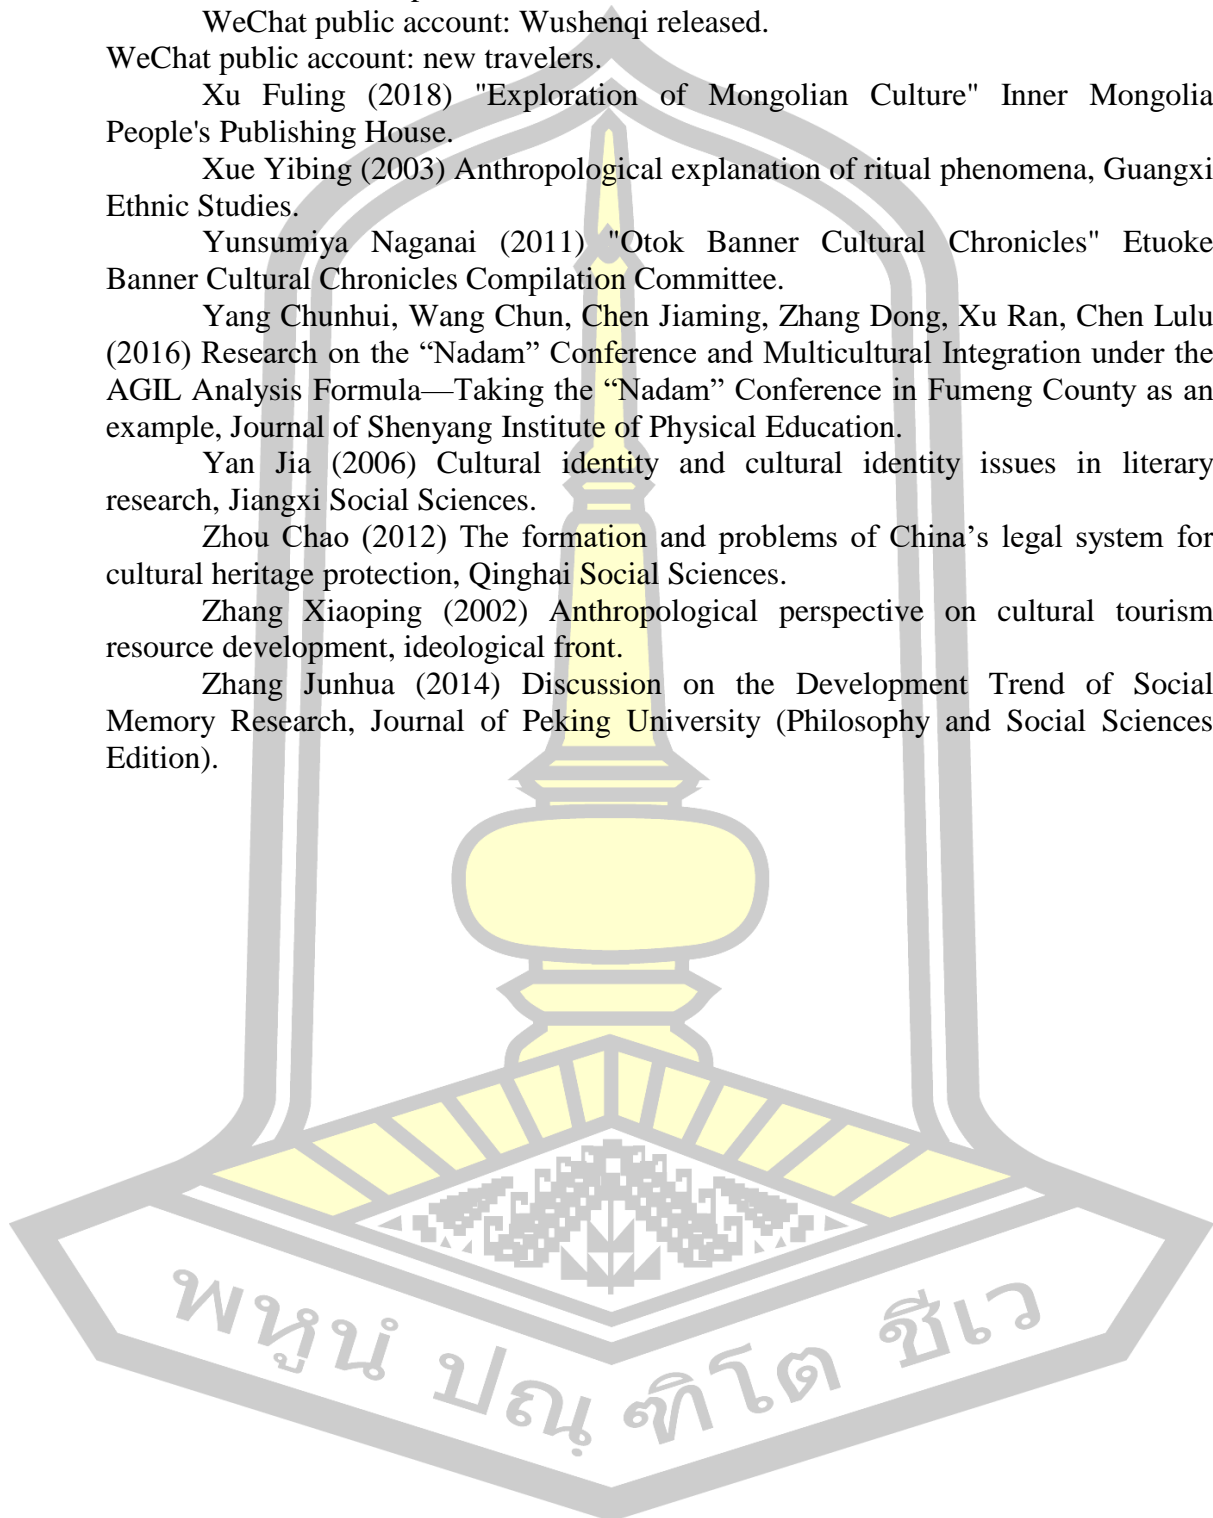 WeChat public account: Wushenqi released.
WeChat public account: new travelers.
Xu Fuling (2018) "Exploration of Mongolian Culture" Inner Mongolia
People's Publishing House.
Xue Yibing (2003) Anthropological explanation of ritual phenomena, Guangxi
Ethnic Studies.
Yunsumiya Naganai (2011) "Otok Banner Cultural Chronicles" Etuoke
Banner Cultural Chronicles Compilation Committee.
Yang Chunhui, Wang Chun, Chen Jiaming, Zhang Dong, Xu Ran, Chen Lulu
(2016) Research on the “Nadam” Conference and Multicultural Integration under the
AGIL Analysis Formula—Taking the “Nadam” Conference in Fumeng County as an
example, Journal of Shenyang Institute of Physical Education.
Yan Jia (2006) Cultural identity and cultural identity issues in literary
research, Jiangxi Social Sciences.
Zhou Chao (2012) The formation and problems of China’s legal system for
cultural heritage protection, Qinghai Social Sciences.
Zhang Xiaoping (2002) Anthropological perspective on cultural tourism
resource development, ideological front.
Zhang Junhua (2014) Discussion on the Development Trend of Social
Memory Research, Journal of Peking University (Philosophy and Social Sciences
Edition).
พหูนํ ปณฺฑิโต ชีเว